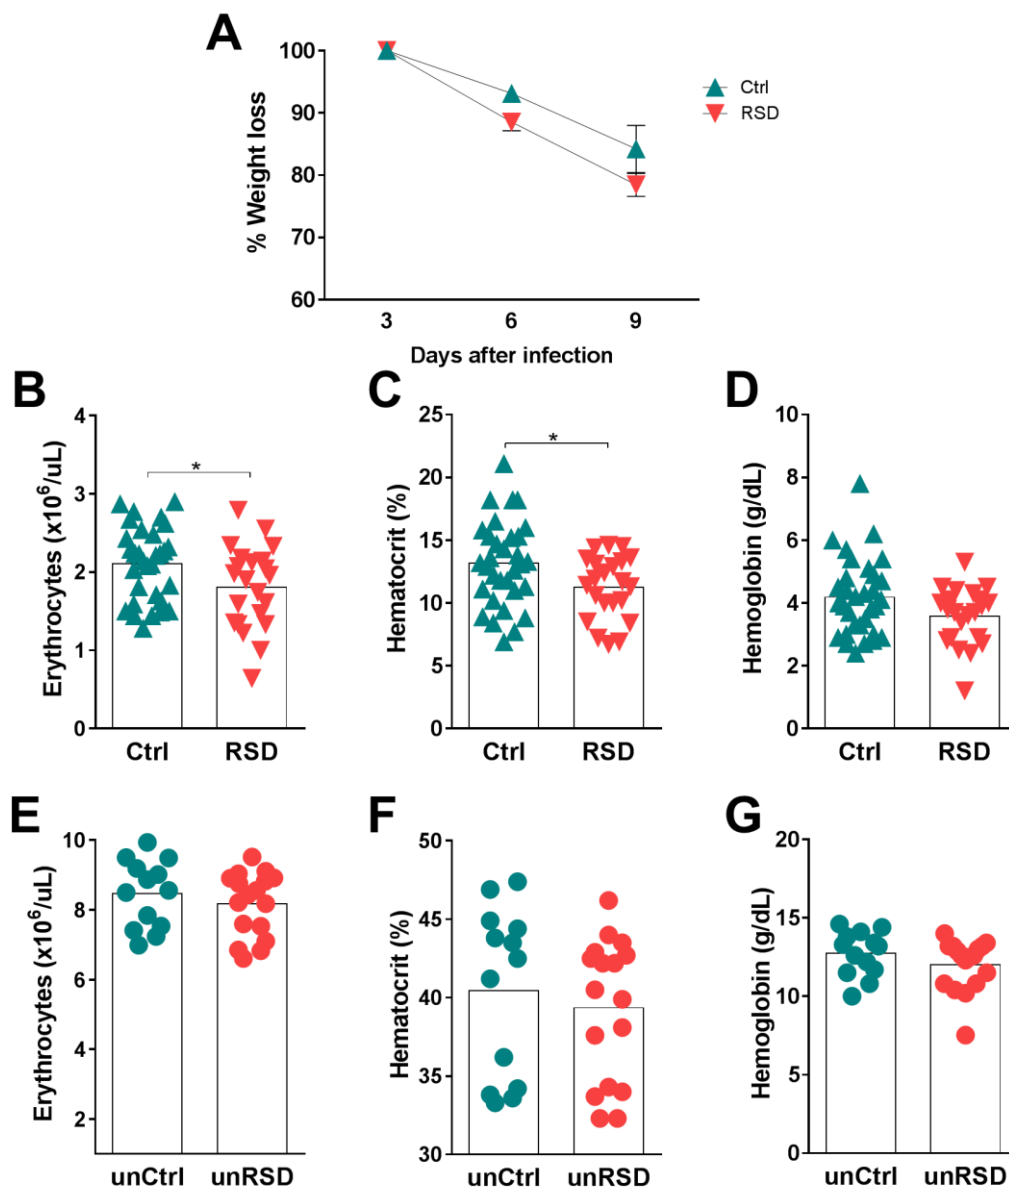 A
% Weight loss
100
90
80
70
60
3 6 9
Days after infection
Ctrl
RSD
B
Erythrocytes (x10⁶/uL)
4
3
2
1
0
*
Ctrl RSD
C
Hematocrit (%)
25
20
15
10
5
0
*
Ctrl RSD
D
Hemoglobin (g/dL)
10
8
6
4
2
0
Ctrl RSD
E
Erythrocytes (x10⁶/uL)
10
8
6
4
2
unCtrl unRSD
F
Hematocrit (%)
50
45
40
35
30
unCtrl unRSD
G
Hemoglobin (g/dL)
20
15
10
5
0
unCtrl unRSD